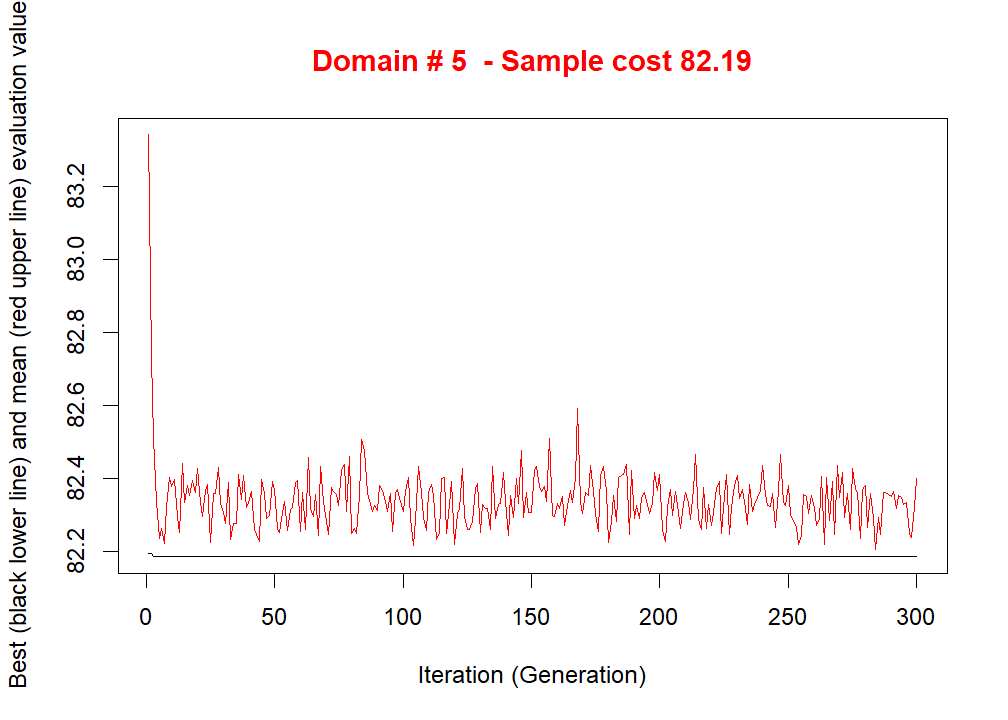 Domain # 5  - Sample cost 82.19
Best (black lower line) and mean (red upper line) evaluation value
83.2
83.0
82.8
82.6
82.4
82.2
0 50 100 150 200 250 300
Iteration (Generation)